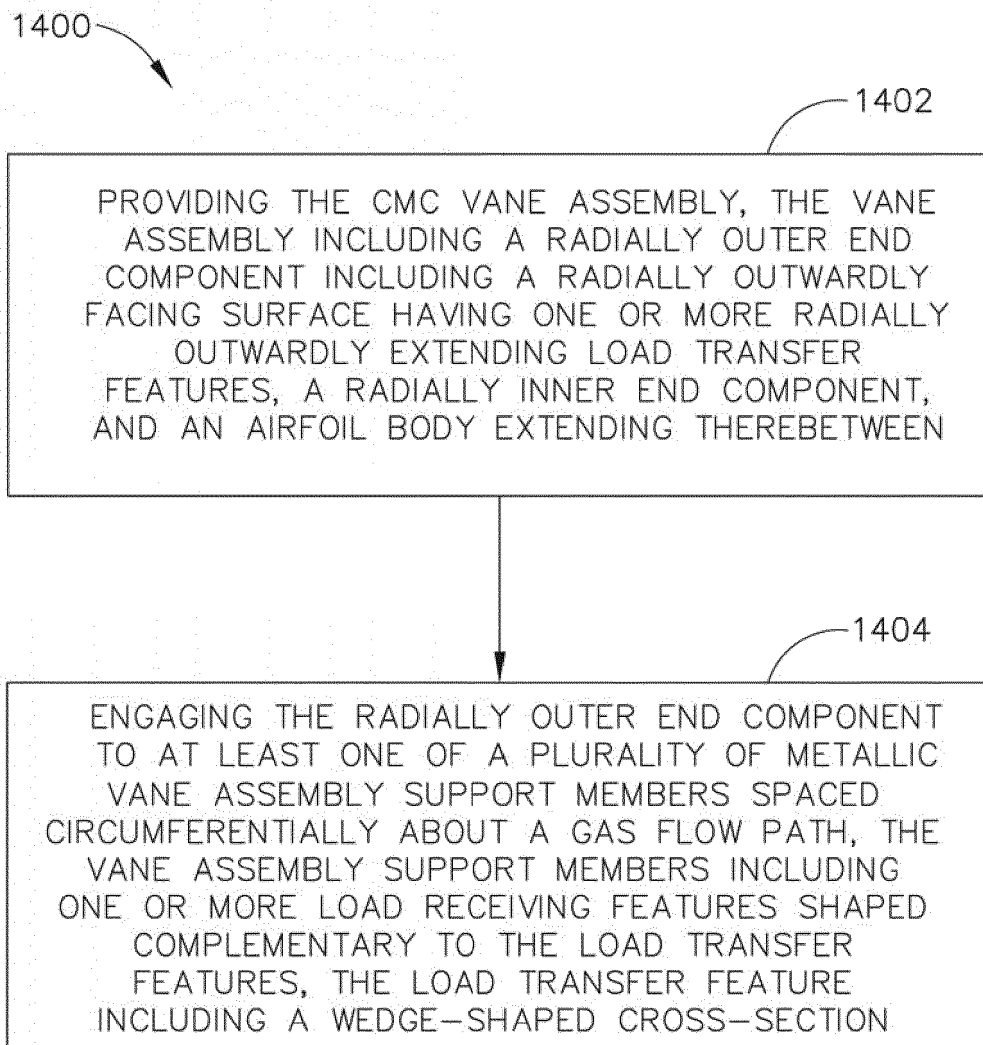 1400
1402
PROVIDING THE CMC VANE ASSEMBLY, THE VANE
ASSEMBLY INCLUDING A RADIALLY OUTER END
COMPONENT INCLUDING A RADIALLY OUTWARDLY
FACING SURFACE HAVING ONE OR MORE RADIALLY
OUTWARDLY EXTENDING LOAD TRANSFER
FEATURES, A RADIALLY INNER END COMPONENT,
AND AN AIRFOIL BODY EXTENDING THEREBETWEEN
1404
ENGAGING THE RADIALLY OUTER END COMPONENT
TO AT LEAST ONE OF A PLURALITY OF METALLIC
VANE ASSEMBLY SUPPORT MEMBERS SPACED
CIRCUMFERENTIALLY ABOUT A GAS FLOW PATH, THE
VANE ASSEMBLY SUPPORT MEMBERS INCLUDING
ONE OR MORE LOAD RECEIVING FEATURES SHAPED
COMPLEMENTARY TO THE LOAD TRANSFER
FEATURES, THE LOAD TRANSFER FEATURE
INCLUDING A WEDGE-SHAPED CROSS-SECTION